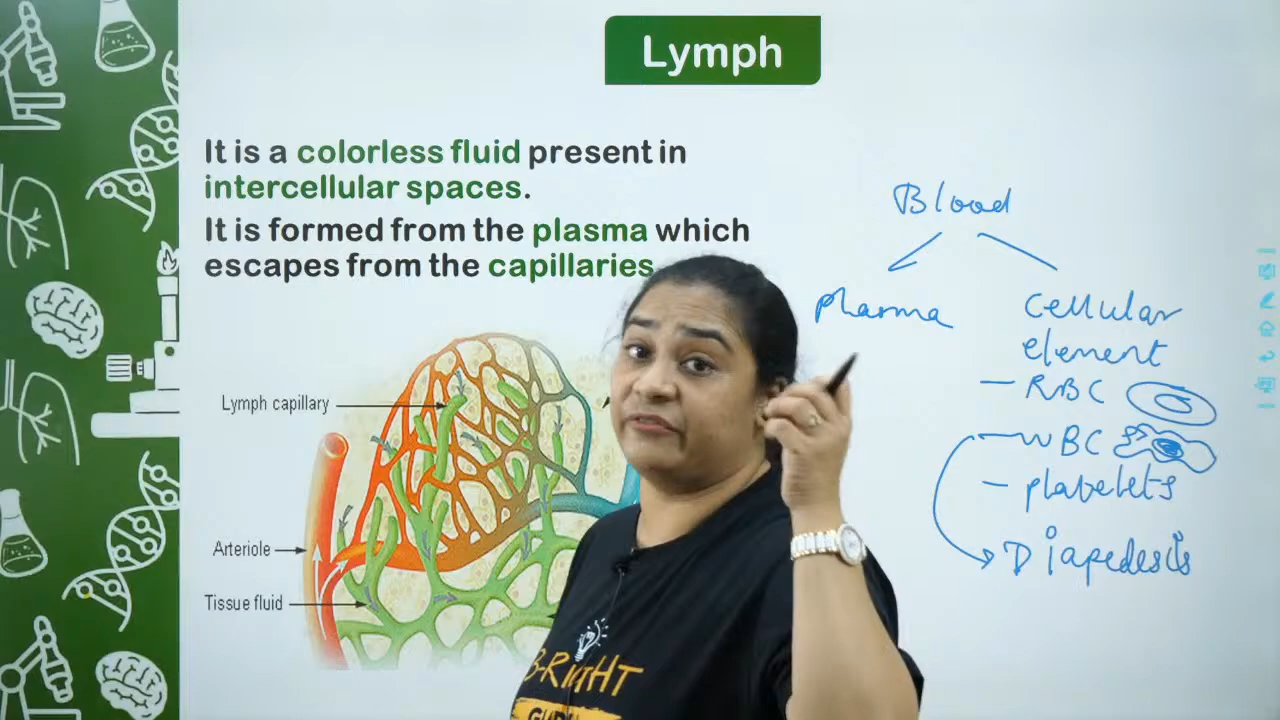 Lymph
It is a colorless fluid present in
intercellular spaces.
It is formed from the plasma which
escapes from the capillaries
Lymph capillary
Arteriole
Tissue fluid
Blood
plasma
cellular
element
- RBC
- WBC
- platelets
Diapedesis
B-RIGHT